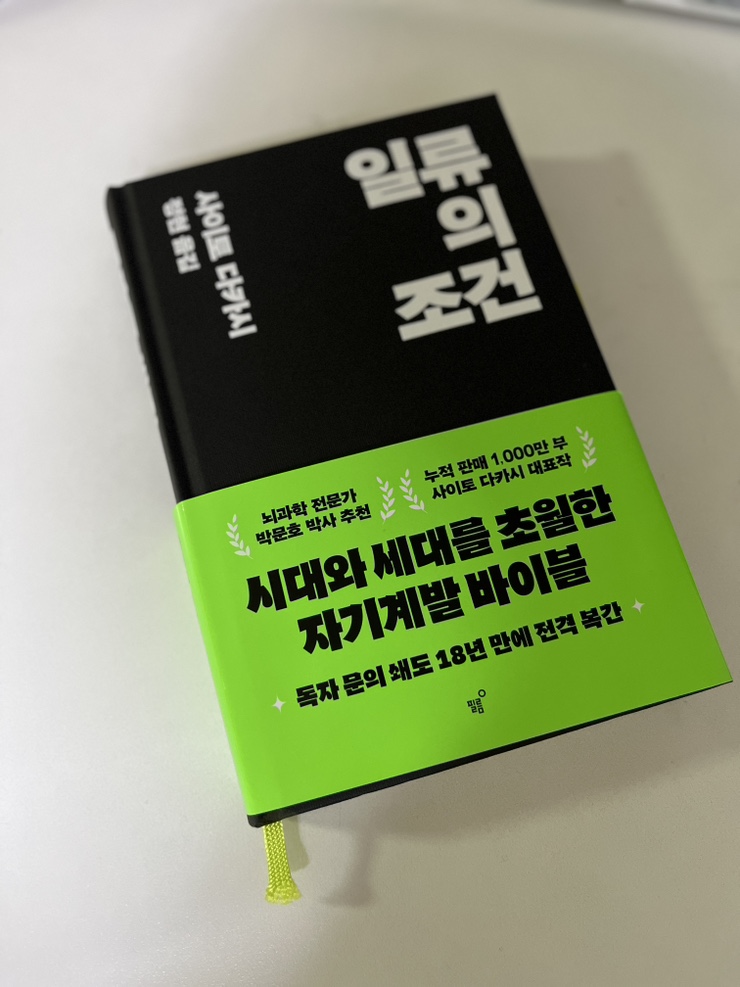 일류
의
조건
사이토 다카시
정현 옮김
뇌과학 전문가
박문호 박사 추천
누적 판매 1,000만 부
사이토 다카시 대표작
시대와 세대를 초월한
자기계발 바이블
독자 문의 쇄도 18년 만에 전격 복간
필름